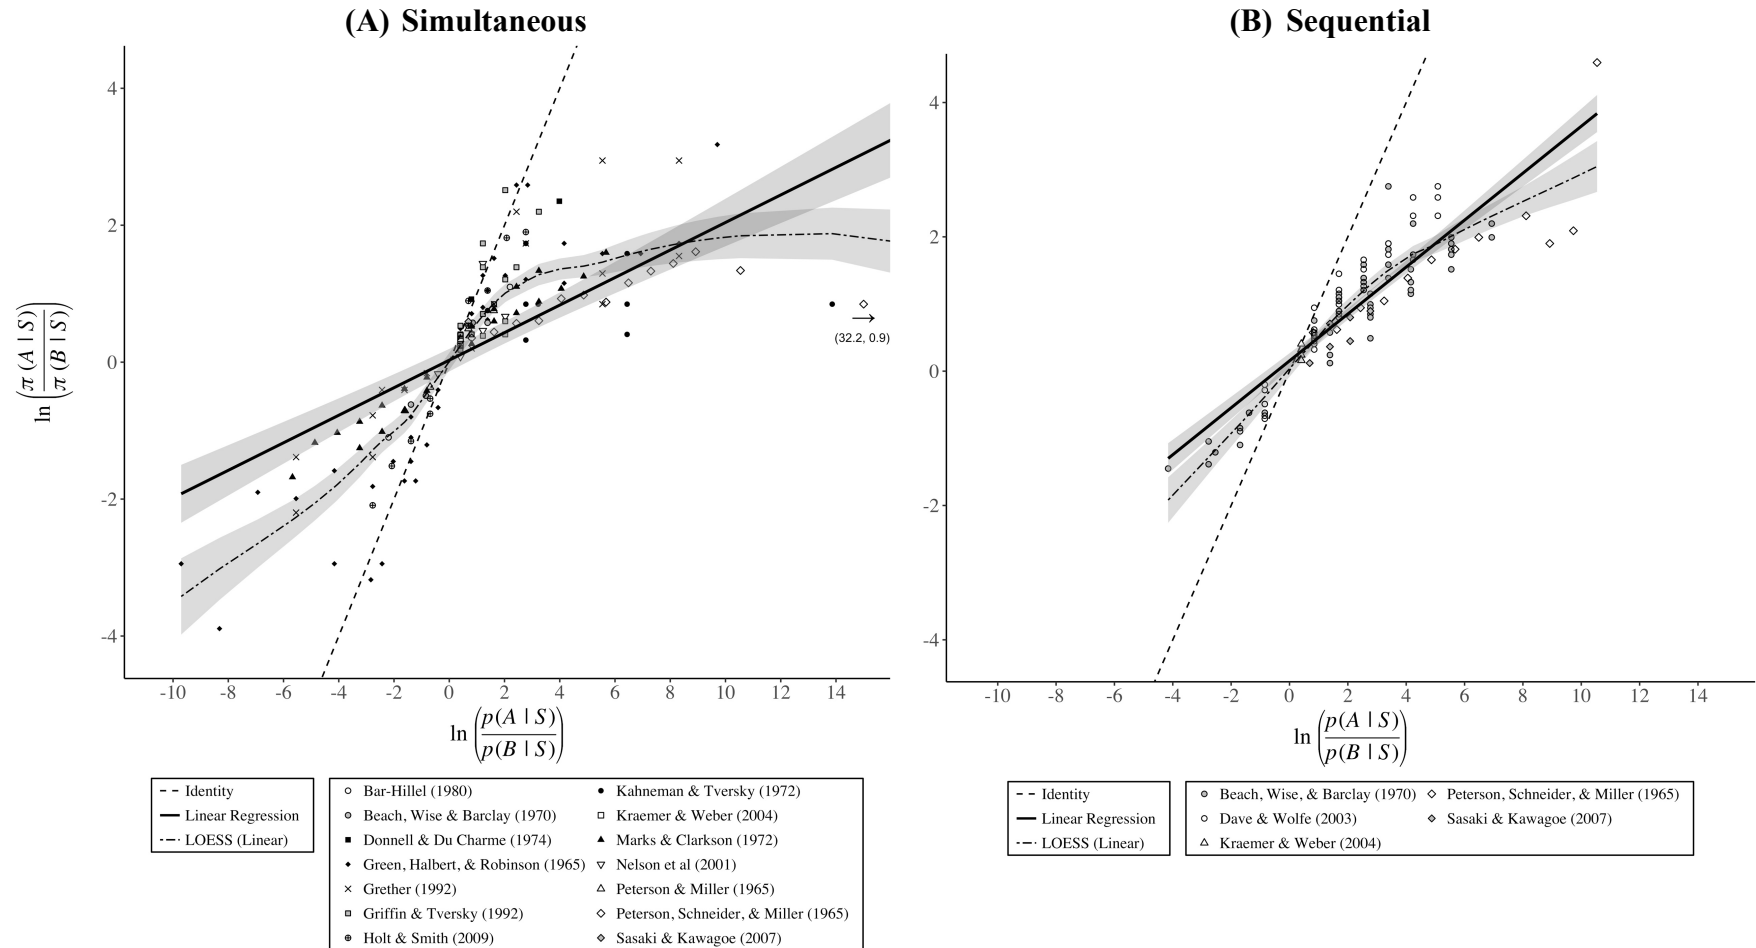 (A) Simultaneous
(B) Sequential
4
2
0
-2
-4
ln (π(A | S) / π(B | S))
(32.2, 0.9)
-10 -8 -6 -4 -2 0 2 4 6 8 10 12 14
ln (p(A | S) / p(B | S))
4
2
0
-2
-4
-10 -8 -6 -4 -2 0 2 4 6 8 10 12 14
ln (p(A | S) / p(B | S))
Identity
Linear Regression
LOESS (Linear)
Bar-Hillel (1980)
Beach, Wise & Barclay (1970)
Donnell & Du Charme (1974)
Green, Halbert, & Robinson (1965)
Grether (1992)
Griffin & Tversky (1992)
Holt & Smith (2009)
Kahneman & Tversky (1972)
Kraemer & Weber (2004)
Marks & Clarkson (1972)
Nelson et al (2001)
Peterson & Miller (1965)
Peterson, Schneider, & Miller (1965)
Sasaki & Kawagoe (2007)
Identity
Linear Regression
LOESS (Linear)
Beach, Wise, & Barclay (1970)
Dave & Wolfe (2003)
Kraemer & Weber (2004)
Peterson, Schneider, & Miller (1965)
Sasaki & Kawagoe (2007)